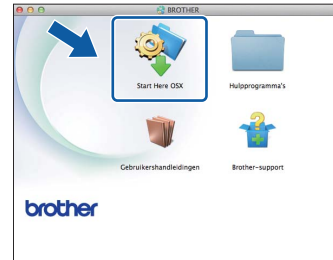 BROTHER
Start Here OSX
Hulpprogramma's
Gebruikershandleidingen
Brother-support
brother